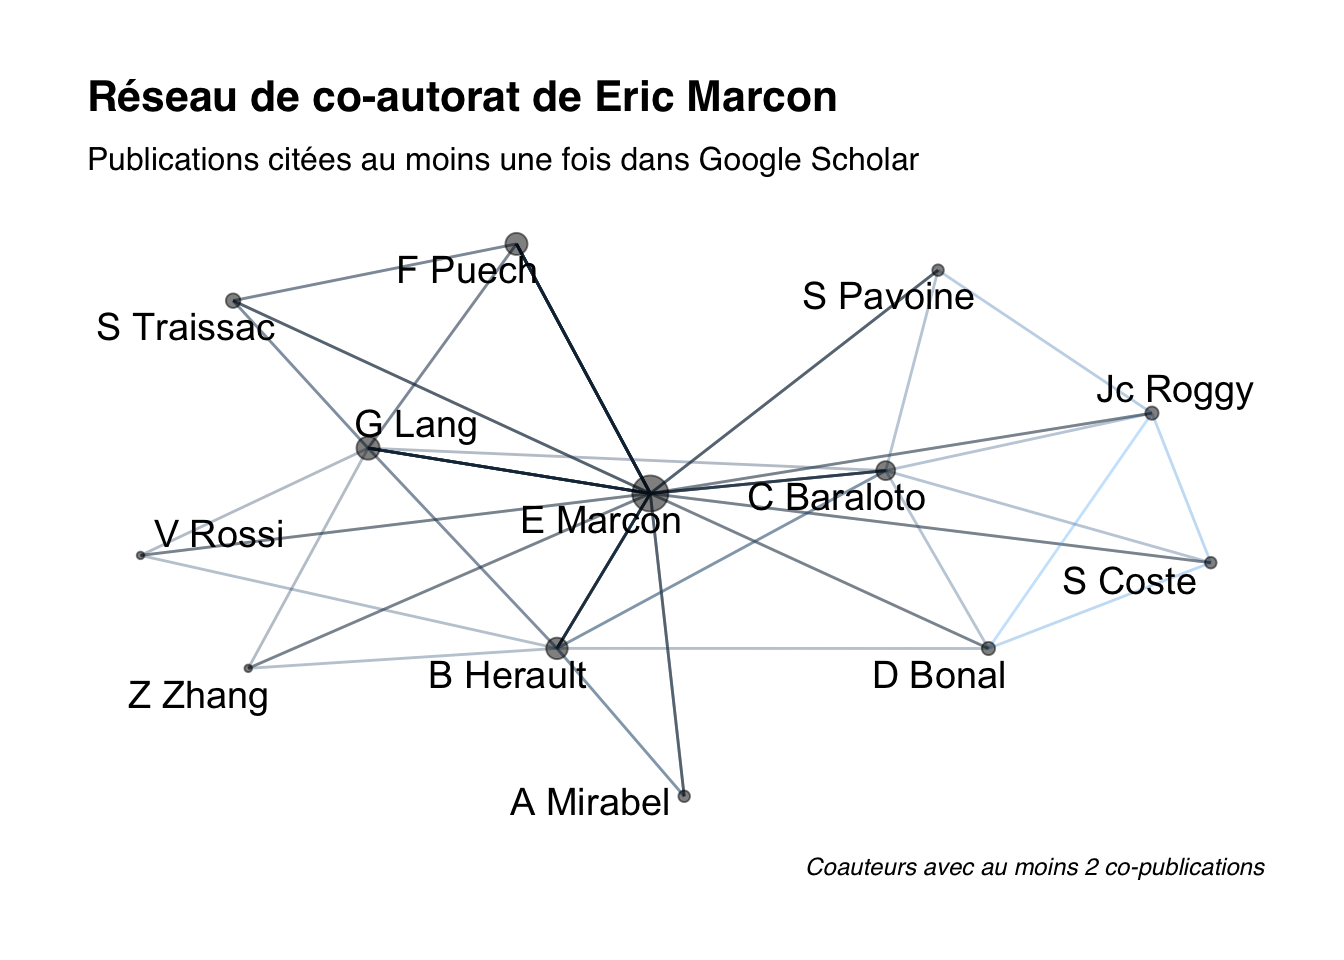 Réseau de co-autorat de Eric Marcon
Publications citées au moins une fois dans Google Scholar
F Puech
S Pavoine
S Traissac
Jc Roggy
G Lang
C Baraloto
E Marcon
V Rossi
S Coste
B Herault
D Bonal
Z Zhang
A Mirabel
Coauteurs avec au moins 2 co-publications